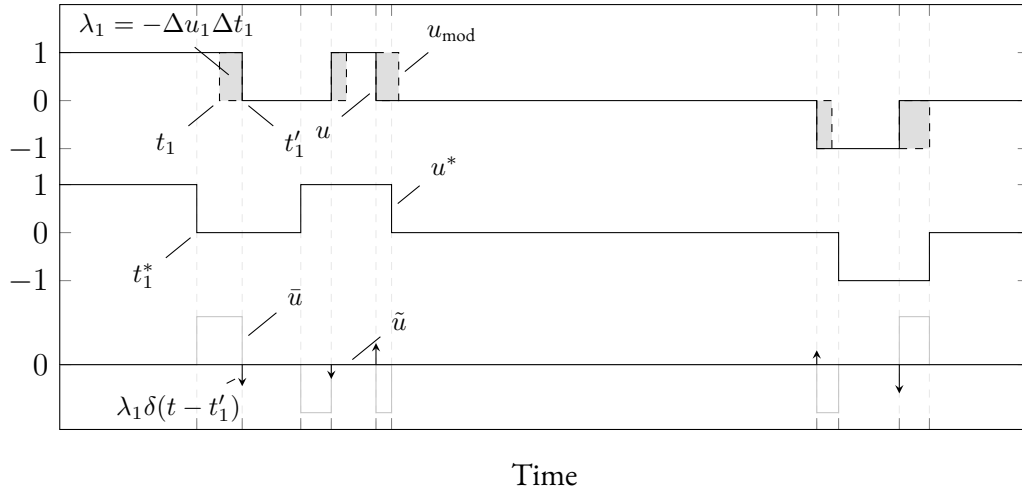 λ₁ = −Δu₁Δt₁
u_mod
1
0
t₁
t′₁
u
−1
1
u*
0
t*₁
−1
ū
ũ
0
λ₁δ(t − t′₁)
Time